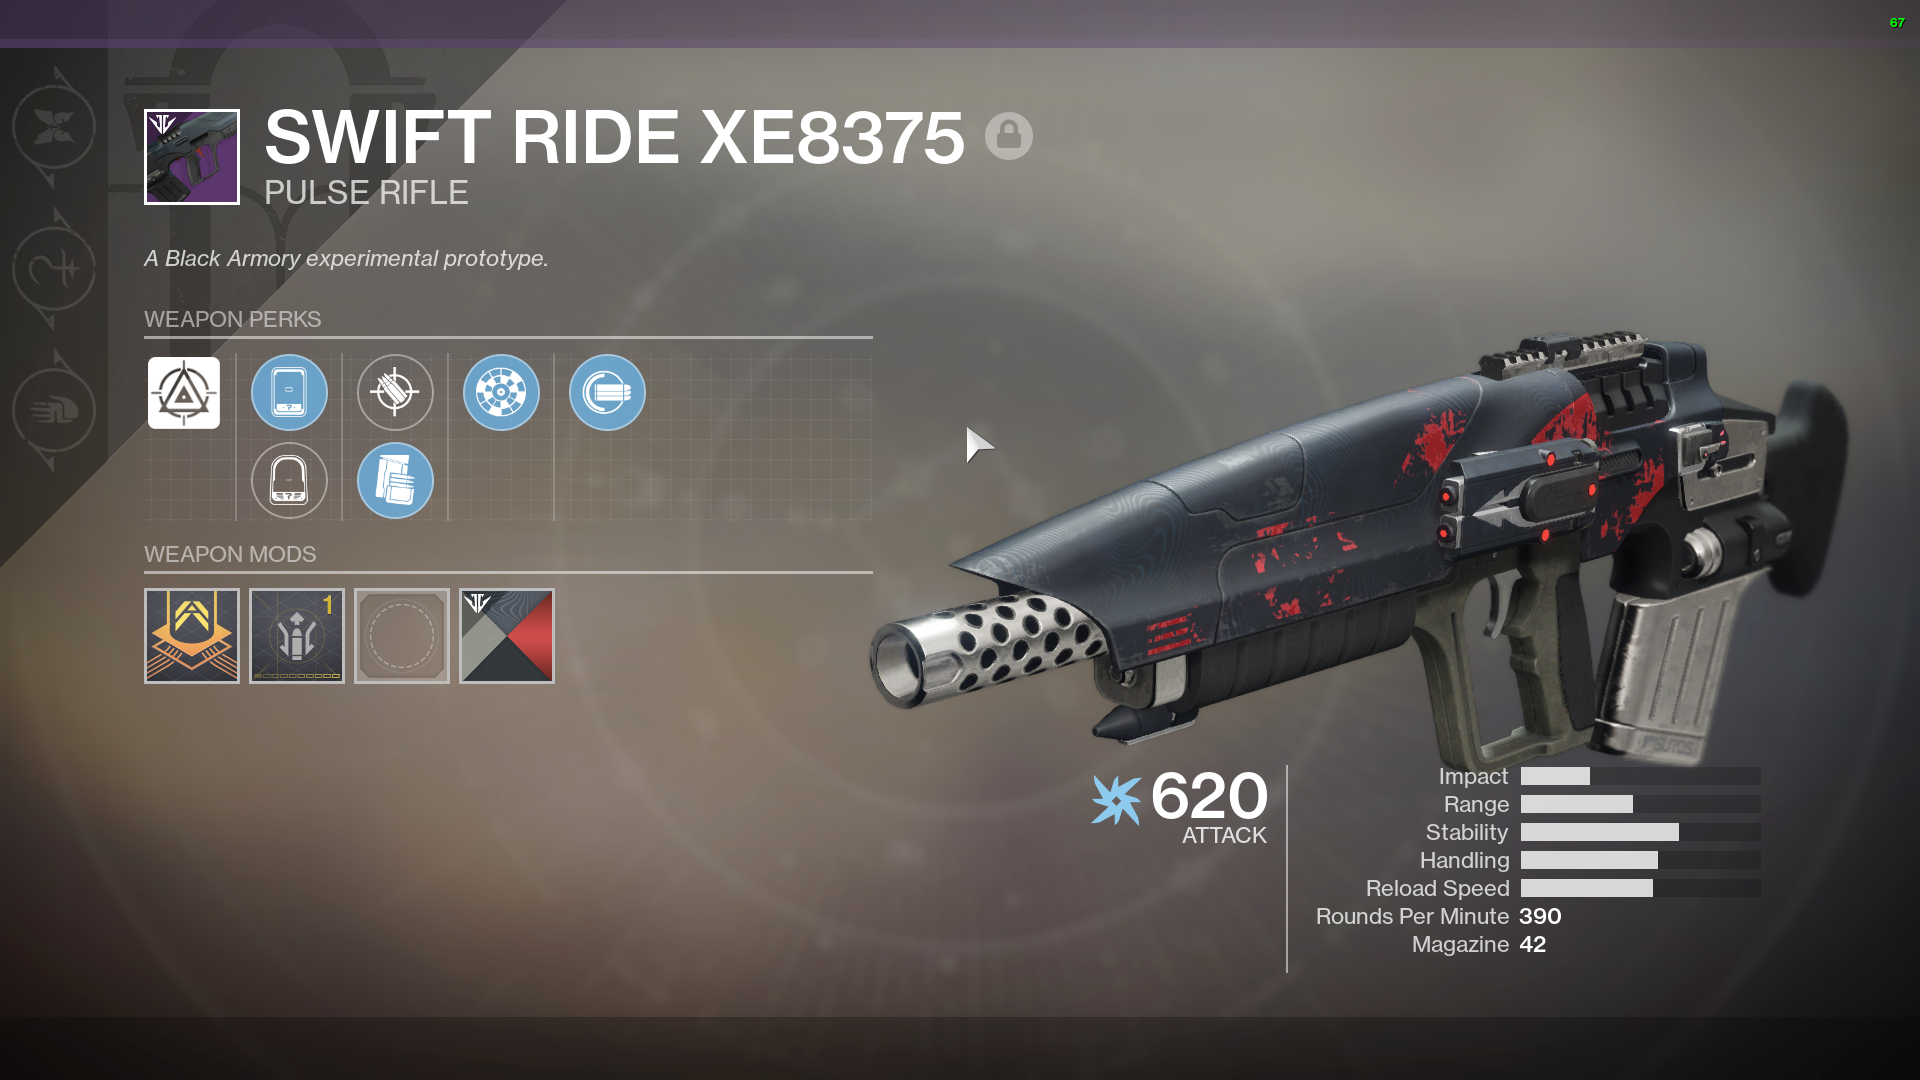 67
SWIFT RIDE XE8375
PULSE RIFLE
A Black Armory experimental prototype.
WEAPON PERKS
WEAPON MODS
1
SUROS
620
ATTACK
Impact
Range
Stability
Handling
Reload Speed
Rounds Per Minute 390
Magazine 42